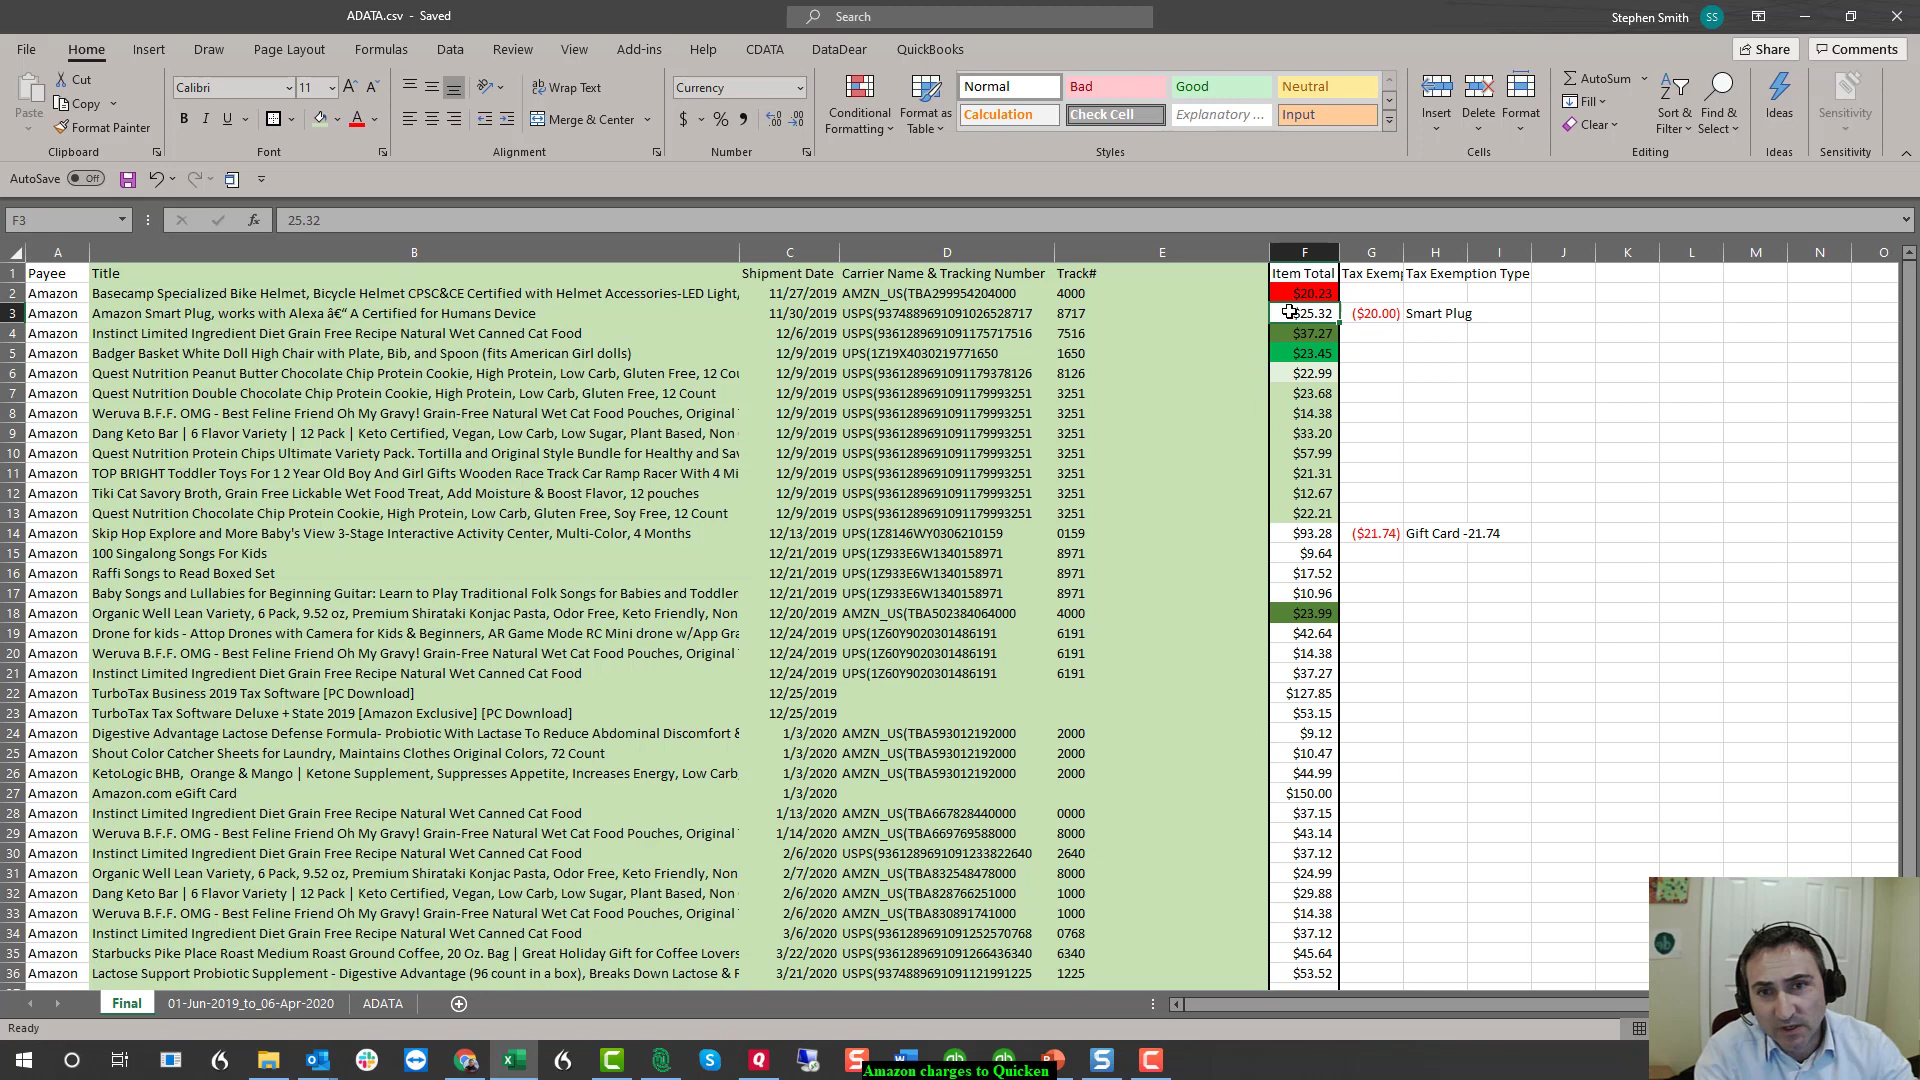 ADATA.csv - Saved
Search
Stephen Smith SS
File Home Insert Draw Page Layout Formulas Data Review View Add-ins Help CDATA DataDear QuickBooks Share Comments
Paste Cut Copy Format Painter
Calibri 11
Wrap Text Merge & Center
Currency
Conditional Formatting Format as Table
Normal Bad Good Neutral
Calculation Check Cell Explanatory ... Input
Insert Delete Format
AutoSum Fill Clear
Sort & Filter Find & Select
Ideas
Sensitivity
Clipboard Font Alignment Number Styles Cells Editing Ideas Sensitivity
AutoSave Off
F3 fx 25.32
A B C D E F G H I J K L M N O
1 Payee Title Shipment Date Carrier Name & Tracking Number Track# Item Total Tax Exemp Tax Exemption Type
2 Amazon Basecamp Specialized Bike Helmet, Bicycle Helmet CPSC&CE Certified with Helmet Accessories-LED Light, 11/27/2019 AMZN_US(TBA299954204000 4000 $20.23
3 Amazon Amazon Smart Plug, works with Alexa â€“ A Certified for Humans Device 11/30/2019 USPS(9374889691091026528717 8717 $25.32 ($20.00) Smart Plug
4 Amazon Instinct Limited Ingredient Diet Grain Free Recipe Natural Wet Canned Cat Food 12/6/2019 USPS(9361289691091175717516 7516 $37.27
5 Amazon Badger Basket White Doll High Chair with Plate, Bib, and Spoon (fits American Girl dolls) 12/9/2019 UPS(1Z19X4030219771650 1650 $23.45
6 Amazon Quest Nutrition Peanut Butter Chocolate Chip Protein Cookie, High Protein, Low Carb, Gluten Free, 12 Cou 12/9/2019 USPS(9361289691091179378126 8126 $22.99
7 Amazon Quest Nutrition Double Chocolate Chip Protein Cookie, High Protein, Low Carb, Gluten Free, 12 Count 12/9/2019 USPS(9361289691091179993251 3251 $23.68
8 Amazon Weruva B.F.F. OMG - Best Feline Friend Oh My Gravy! Grain-Free Natural Wet Cat Food Pouches, Original 12/9/2019 USPS(9361289691091179993251 3251 $14.38
9 Amazon Dang Keto Bar | 6 Flavor Variety | 12 Pack | Keto Certified, Vegan, Low Carb, Low Sugar, Plant Based, Non 12/9/2019 USPS(9361289691091179993251 3251 $33.20
10 Amazon Quest Nutrition Protein Chips Ultimate Variety Pack. Tortilla and Original Style Bundle for Healthy and Sav 12/9/2019 USPS(9361289691091179993251 3251 $57.99
11 Amazon TOP BRIGHT Toddler Toys For 1 2 Year Old Boy And Girl Gifts Wooden Race Track Car Ramp Racer With 4 Mi 12/9/2019 USPS(9361289691091179993251 3251 $21.31
12 Amazon Tiki Cat Savory Broth, Grain Free Lickable Wet Food Treat, Add Moisture & Boost Flavor, 12 pouches 12/9/2019 USPS(9361289691091179993251 3251 $12.67
13 Amazon Quest Nutrition Chocolate Chip Protein Cookie, High Protein, Low Carb, Gluten Free, Soy Free, 12 Count 12/9/2019 USPS(9361289691091179993251 3251 $22.21
14 Amazon Skip Hop Explore and More Baby's View 3-Stage Interactive Activity Center, Multi-Color, 4 Months 12/13/2019 UPS(1Z8146WY0306210159 0159 $93.28 ($21.74) Gift Card -21.74
15 Amazon 100 Singalong Songs For Kids 12/21/2019 UPS(1Z933E6W1340158971 8971 $9.64
16 Amazon Raffi Songs to Read Boxed Set 12/21/2019 UPS(1Z933E6W1340158971 8971 $17.52
17 Amazon Baby Songs and Lullabies for Beginning Guitar: Learn to Play Traditional Folk Songs for Babies and Toddler 12/21/2019 UPS(1Z933E6W1340158971 8971 $10.96
18 Amazon Organic Well Lean Variety, 6 Pack, 9.52 oz, Premium Shirataki Konjac Pasta, Odor Free, Keto Friendly, Non 12/20/2019 AMZN_US(TBA502384064000 4000 $23.99
19 Amazon Drone for kids - Attop Drones with Camera for Kids & Beginners, AR Game Mode RC Mini drone w/App Gra 12/24/2019 UPS(1Z60Y9020301486191 6191 $42.64
20 Amazon Weruva B.F.F. OMG - Best Feline Friend Oh My Gravy! Grain-Free Natural Wet Cat Food Pouches, Original 12/24/2019 UPS(1Z60Y9020301486191 6191 $14.38
21 Amazon Instinct Limited Ingredient Diet Grain Free Recipe Natural Wet Canned Cat Food 12/24/2019 UPS(1Z60Y9020301486191 6191 $37.27
22 Amazon TurboTax Business 2019 Tax Software [PC Download] 12/25/2019 $127.85
23 Amazon TurboTax Tax Software Deluxe + State 2019 [Amazon Exclusive] [PC Download] 12/25/2019 $53.15
24 Amazon Digestive Advantage Lactose Defense Formula- Probiotic With Lactase To Reduce Abdominal Discomfort & 1/3/2020 AMZN_US(TBA593012192000 2000 $9.12
25 Amazon Shout Color Catcher Sheets for Laundry, Maintains Clothes Original Colors, 72 Count 1/3/2020 AMZN_US(TBA593012192000 2000 $10.47
26 Amazon KetoLogic BHB, Orange & Mango | Ketone Supplement, Suppresses Appetite, Increases Energy, Low Carb, 1/3/2020 AMZN_US(TBA593012192000 2000 $44.99
27 Amazon Amazon.com eGift Card 1/3/2020 $150.00
28 Amazon Instinct Limited Ingredient Diet Grain Free Recipe Natural Wet Canned Cat Food 1/13/2020 AMZN_US(TBA667828440000 0000 $37.15
29 Amazon Weruva B.F.F. OMG - Best Feline Friend Oh My Gravy! Grain-Free Natural Wet Cat Food Pouches, Original 1/14/2020 AMZN_US(TBA669769588000 8000 $43.14
30 Amazon Instinct Limited Ingredient Diet Grain Free Recipe Natural Wet Canned Cat Food 2/6/2020 USPS(9361289691091233822640 2640 $37.12
31 Amazon Organic Well Lean Variety, 6 Pack, 9.52 oz, Premium Shirataki Konjac Pasta, Odor Free, Keto Friendly, Non 2/7/2020 AMZN_US(TBA832548478000 8000 $24.99
32 Amazon Dang Keto Bar | 6 Flavor Variety | 12 Pack | Keto Certified, Vegan, Low Carb, Low Sugar, Plant Based, Non 2/6/2020 AMZN_US(TBA828766251000 1000 $29.88
33 Amazon Weruva B.F.F. OMG - Best Feline Friend Oh My Gravy! Grain-Free Natural Wet Cat Food Pouches, Original 2/6/2020 AMZN_US(TBA830891741000 1000 $14.38
34 Amazon Instinct Limited Ingredient Diet Grain Free Recipe Natural Wet Canned Cat Food 3/6/2020 USPS(9361289691091252570768 0768 $37.12
35 Amazon Starbucks Pike Place Roast Medium Roast Ground Coffee, 20 Oz. Bag | Great Holiday Gift for Coffee Lovers 3/22/2020 USPS(9361289691091266436340 6340 $45.64
36 Amazon Lactose Support Probiotic Supplement - Digestive Advantage (96 count in a box), Breaks Down Lactose & F 3/21/2020 USPS(9374889691091121991225 1225 $53.52
Final 01-Jun-2019_to_06-Apr-2020 ADATA
Ready
Amazon charges to Quicken